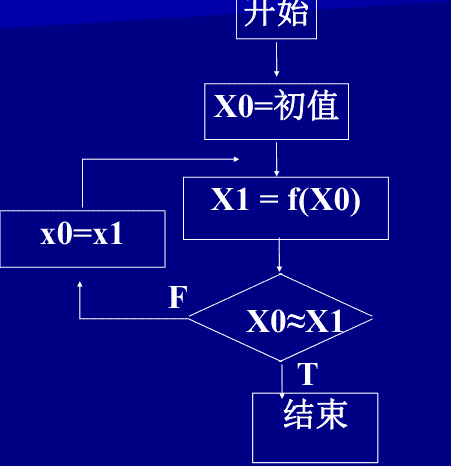 开始
X0=初值
X1 = f(X0)
x0=x1
F
X0≈X1
T
结束